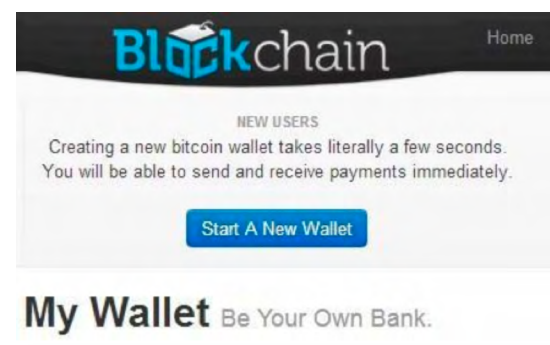 Blockchain
Home
NEW USERS
Creating a new bitcoin wallet takes literally a few seconds.
You will be able to send and receive payments immediately.
Start A New Wallet
My Wallet Be Your Own Bank.